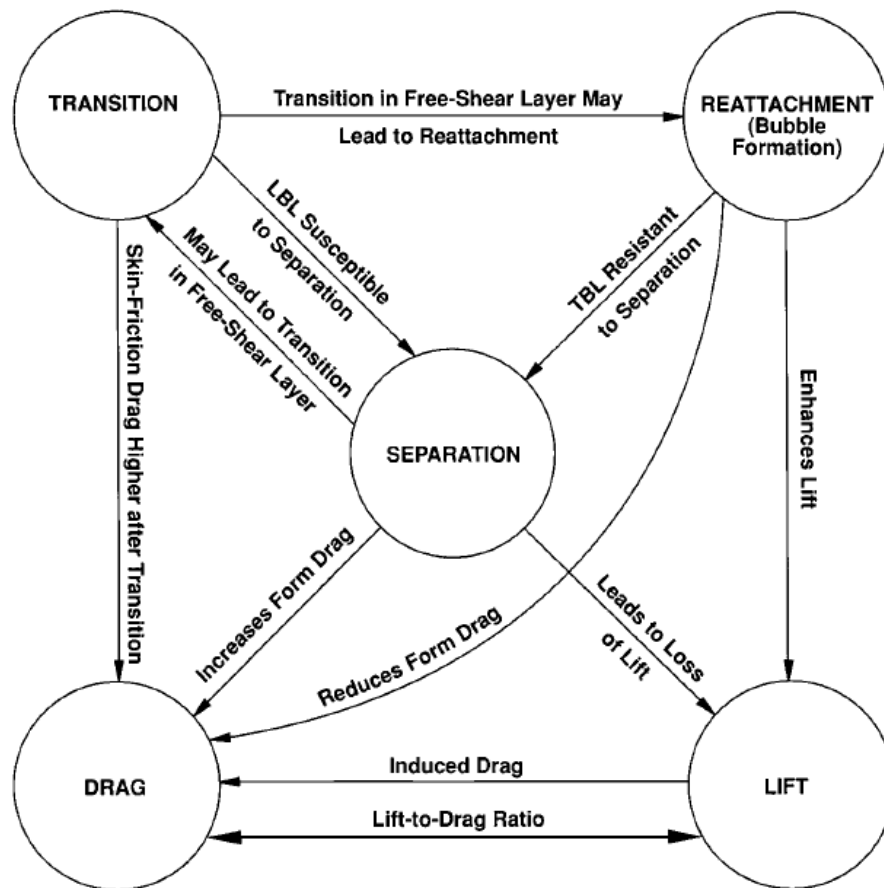 TRANSITION
Transition in Free-Shear Layer May
Lead to Reattachment
REATTACHMENT
(Bubble
Formation)
LBL Susceptible
to Separation
May Lead to Transition
in Free-Shear Layer
TBL Resistant
to Separation
Skin-Friction Drag Higher after Transition
Enhances Lift
SEPARATION
Increases Form Drag
Reduces Form Drag
Leads to Loss
of Lift
DRAG
Induced Drag
Lift-to-Drag Ratio
LIFT